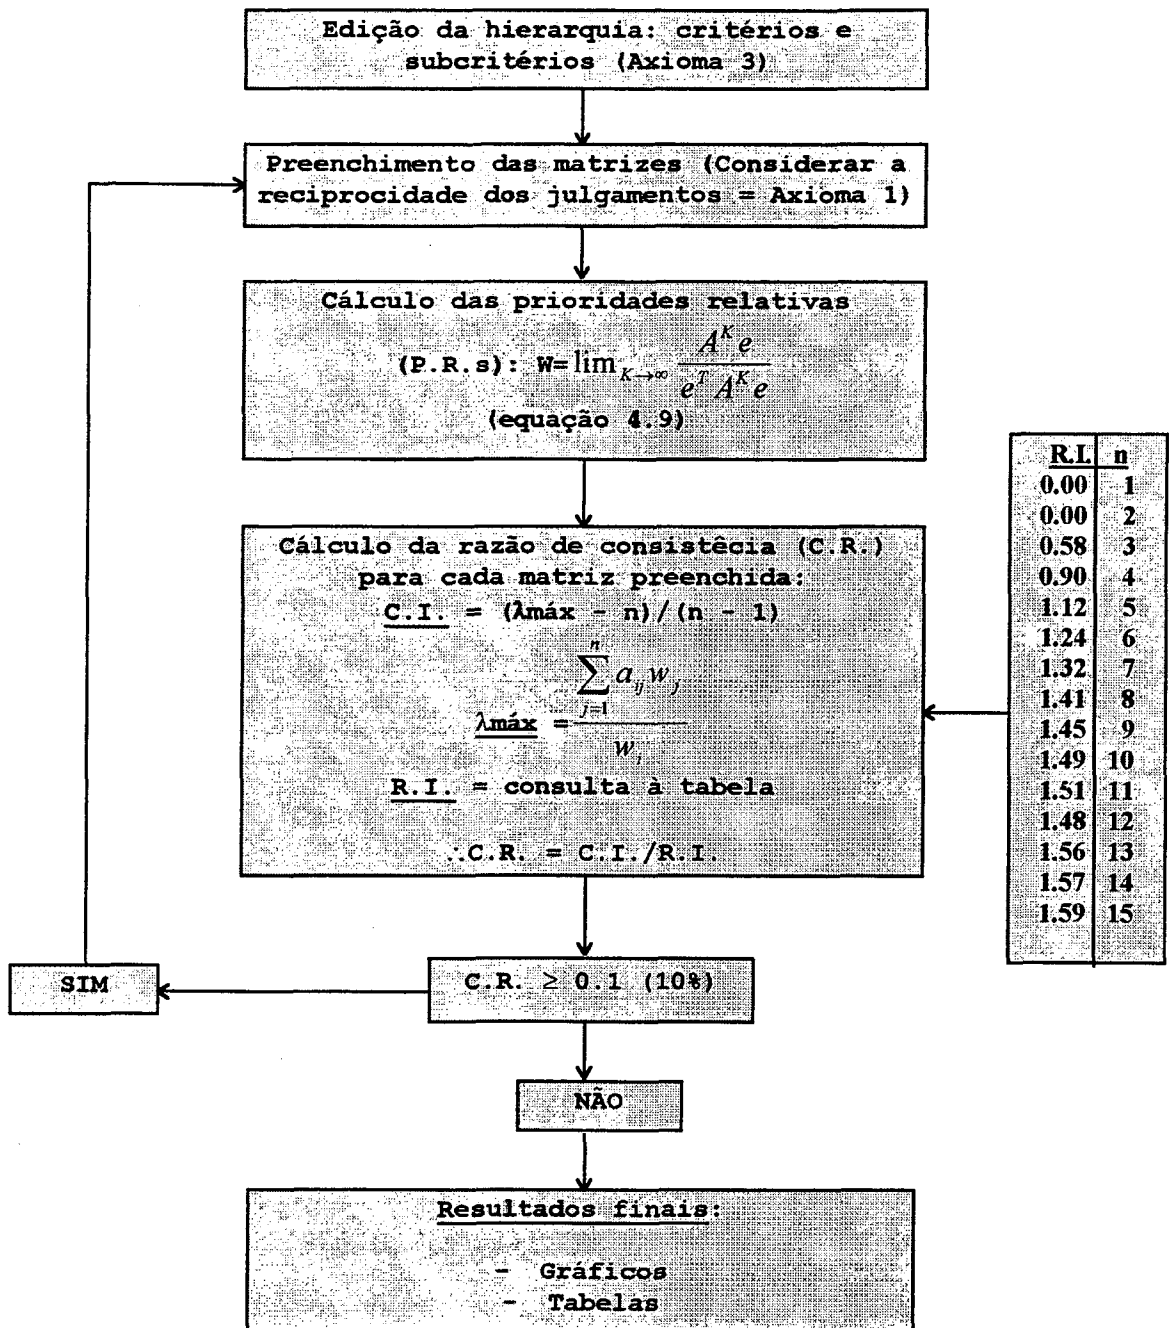 Edição da hierarquia: critérios e
subcritérios (Axioma 3)
Preenchimento das matrizes (Considerar a
reciprocidade dos julgamentos = Axioma 1)
Cálculo das prioridades relativas
(P.R.s): W= lim K→∞ A^K e / e^T A^K e
(equação 4.9)
Cálculo da razão de consistêcia (C.R.)
para cada matriz preenchida:
C.I. = (λmáx - n)/(n - 1)
λmáx = ∑_{j=1}^{n} a_ij w_j / w_i
R.I. = consulta à tabela
∴C.R. = C.I./R.I.
R.I. n
0.00 1
0.00 2
0.58 3
0.90 4
1.12 5
1.24 6
1.32 7
1.41 8
1.45 9
1.49 10
1.51 11
1.48 12
1.56 13
1.57 14
1.59 15
SIM
C.R. ≥ 0.1 (10%)
NÃO
Resultados finais:
- Gráficos
- Tabelas